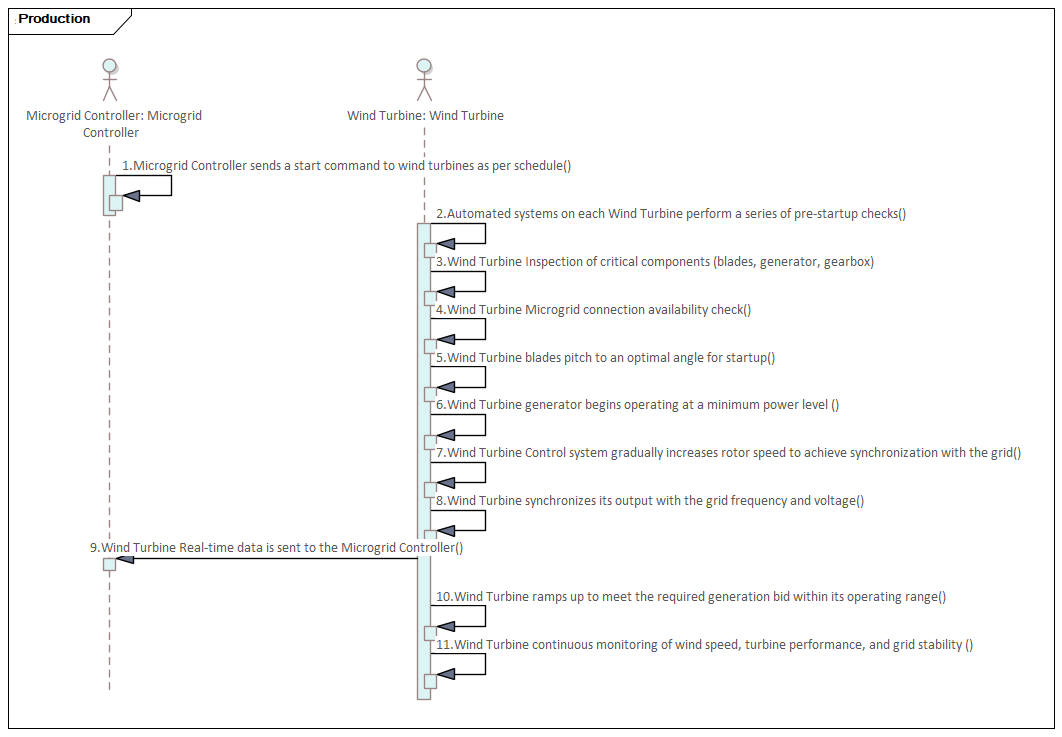 Production
Microgrid Controller: Microgrid
Controller
Wind Turbine: Wind Turbine
1.Microgrid Controller sends a start command to wind turbines as per schedule()
2.Automated systems on each Wind Turbine perform a series of pre-startup checks()
3.Wind Turbine Inspection of critical components (blades, generator, gearbox)
4.Wind Turbine Microgrid connection availability check()
5.Wind Turbine blades pitch to an optimal angle for startup()
6.Wind Turbine generator begins operating at a minimum power level ()
7.Wind Turbine Control system gradually increases rotor speed to achieve synchronization with the grid()
8.Wind Turbine synchronizes its output with the grid frequency and voltage()
9.Wind Turbine Real-time data is sent to the Microgrid Controller()
10.Wind Turbine ramps up to meet the required generation bid within its operating range()
11.Wind Turbine continuous monitoring of wind speed, turbine performance, and grid stability ()